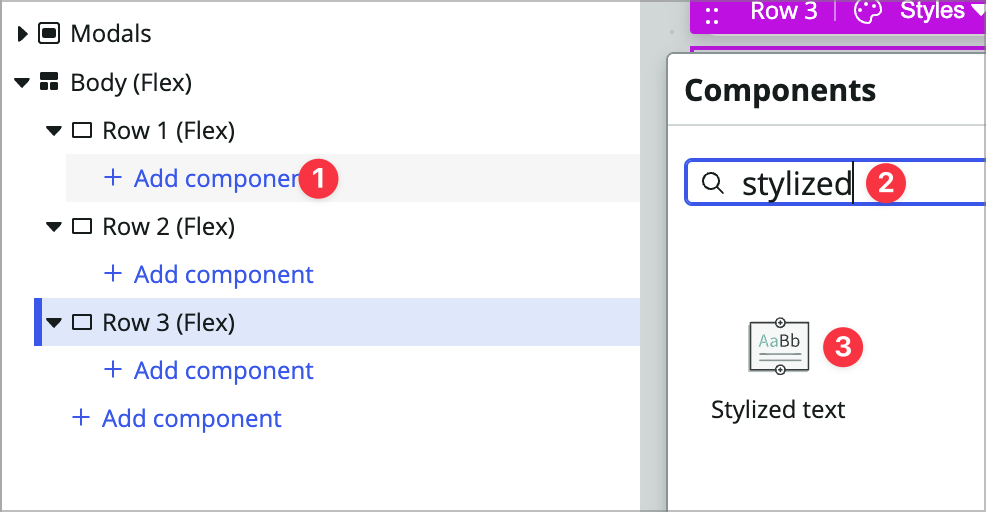 Modals
Body (Flex)
Row 1 (Flex)
+ Add componen
1
Row 2 (Flex)
+ Add component
Row 3 (Flex)
+ Add component
+ Add component
Row 3
Styles
Components
stylized
2
AaBb
3
Stylized text